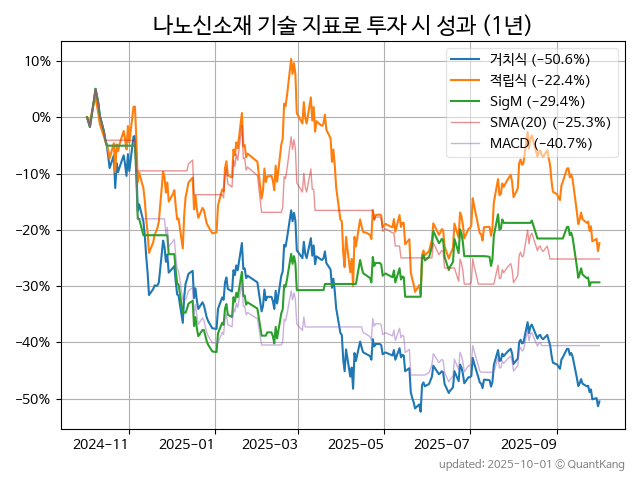 나노신소재 기술 지표로 투자 시 성과 (1년)
거치식 (−50.6%)
적립식 (−22.4%)
SigM (−29.4%)
SMA(20) (−25.3%)
MACD (−40.7%)
10%
0%
−10%
−20%
−30%
−40%
−50%
2024−11
2025−01
2025−03
2025−05
2025−07
2025−09
updated: 2025-10-01 © QuantKang